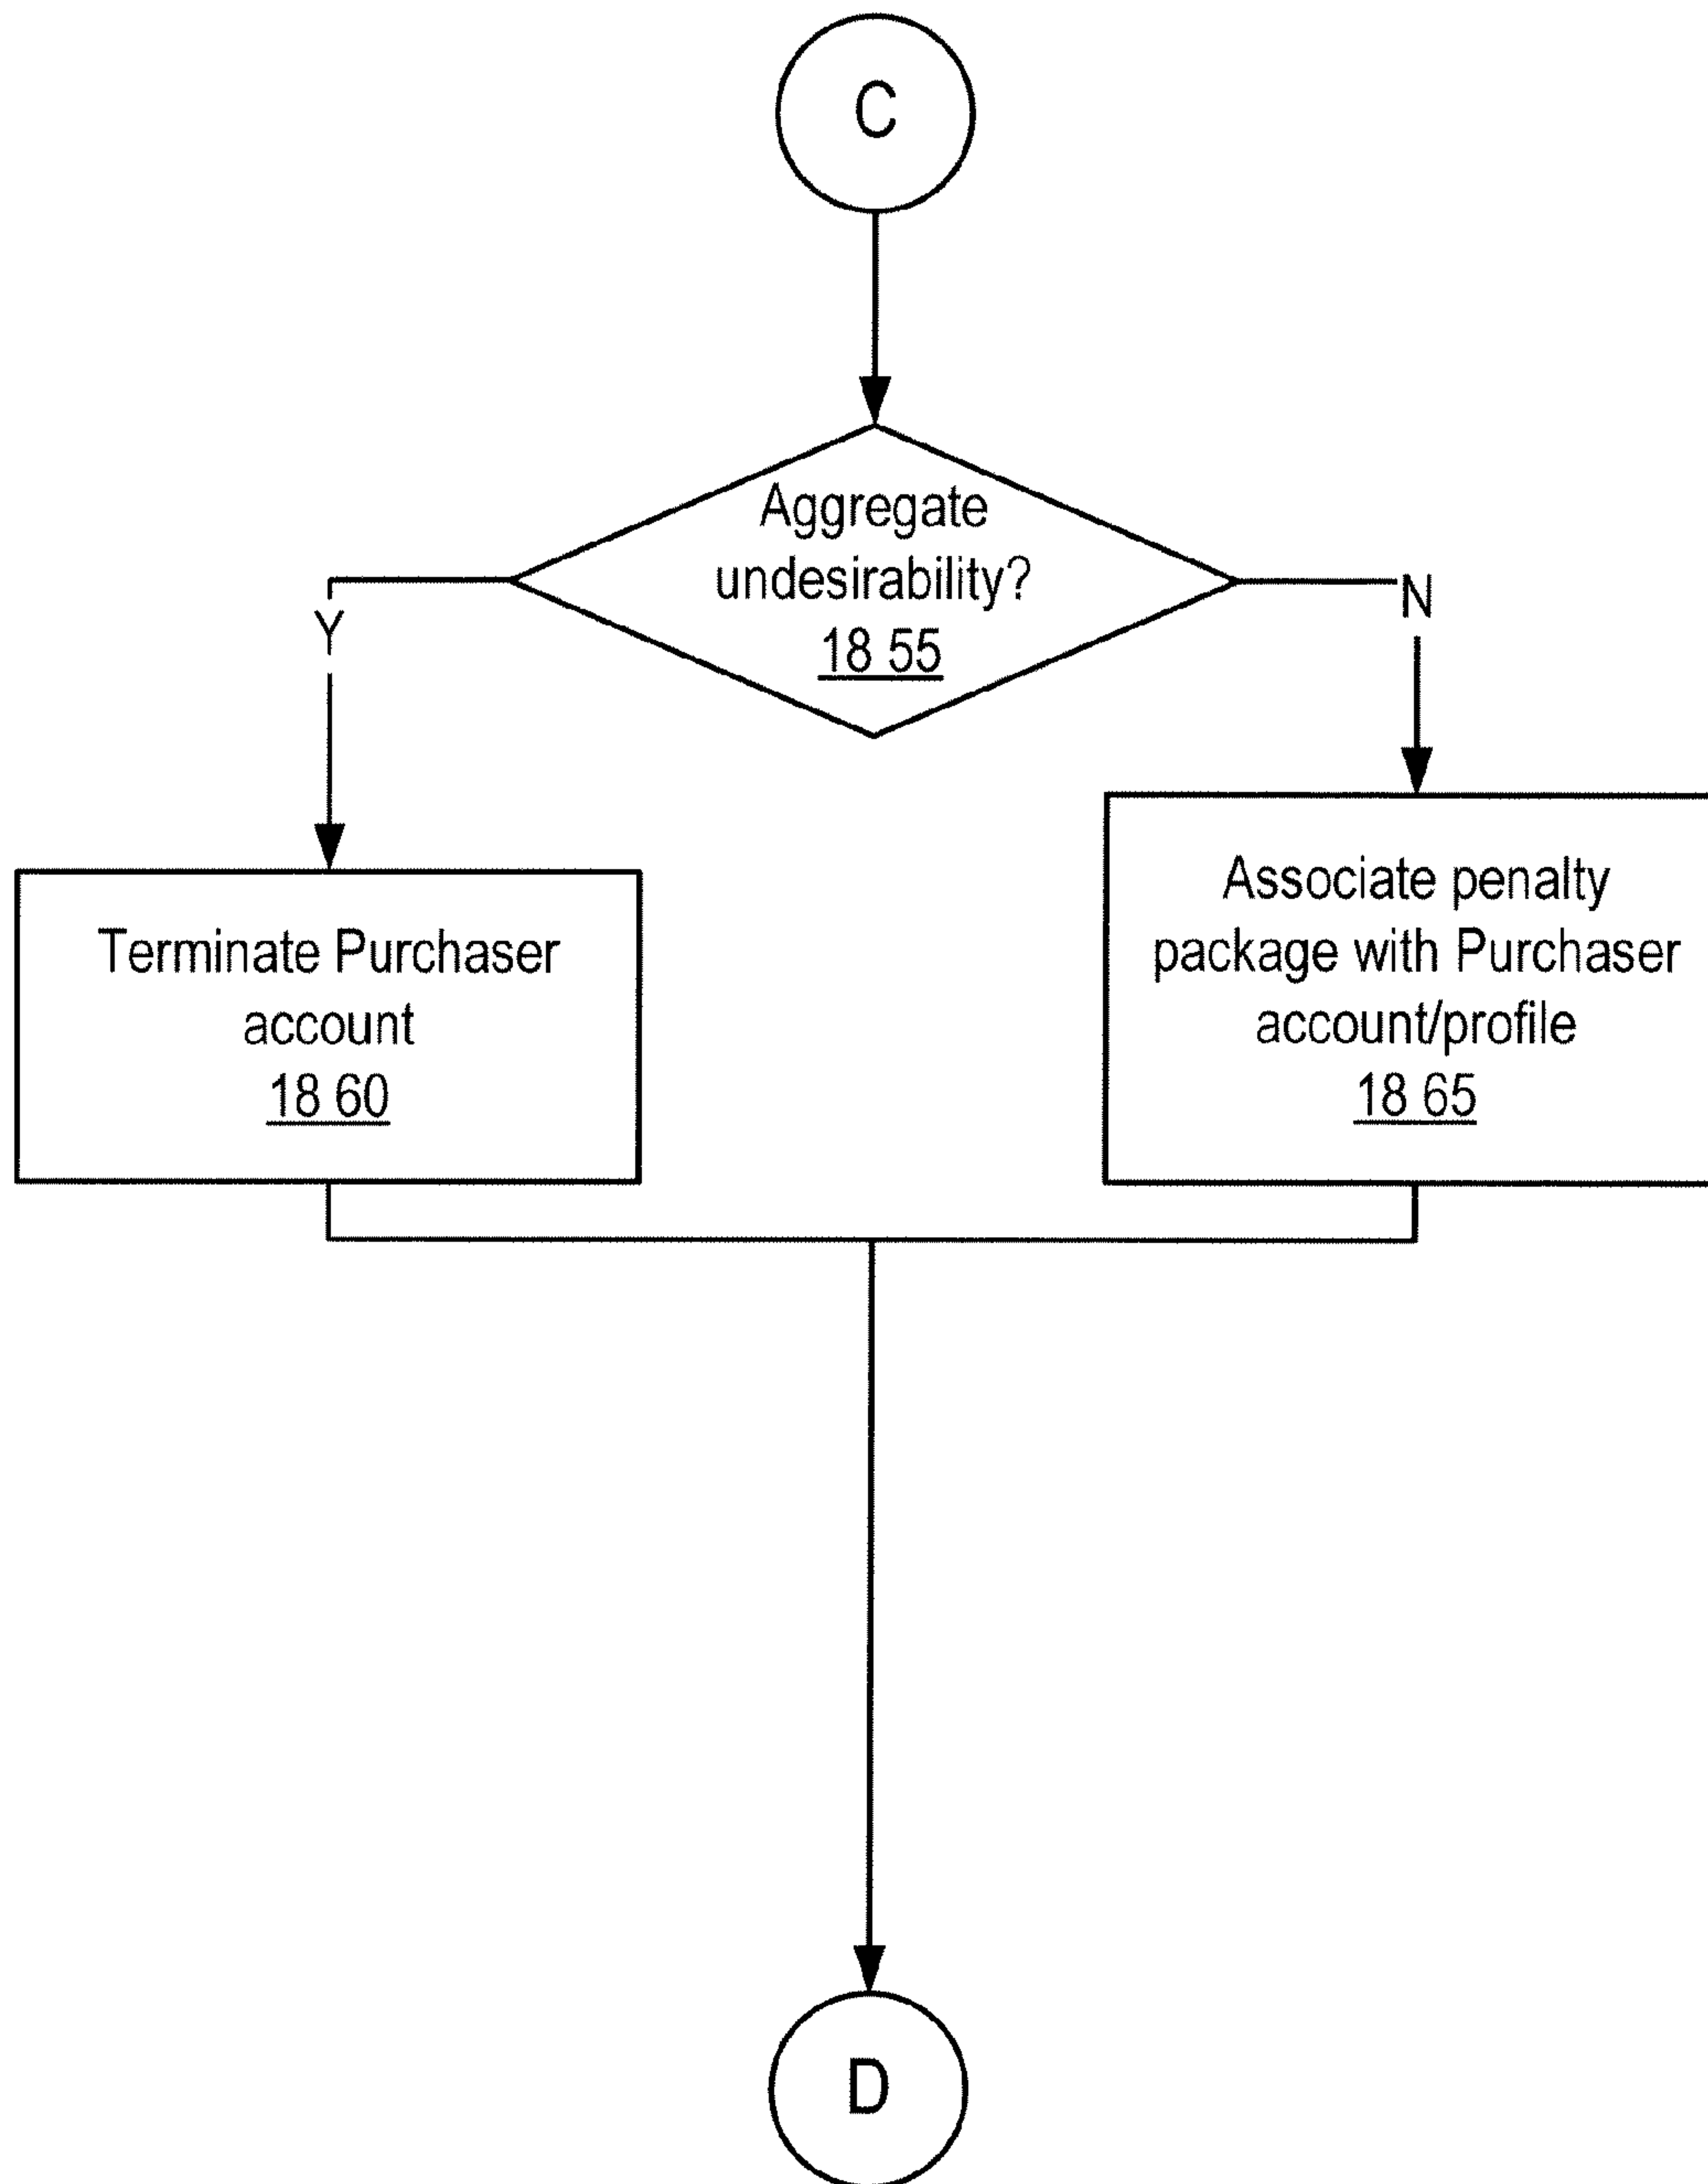 C
Aggregate
undesirability?
18 55
Y
N
Terminate Purchaser
account
18 60
Associate penalty
package with Purchaser
account/profile
18 65
D